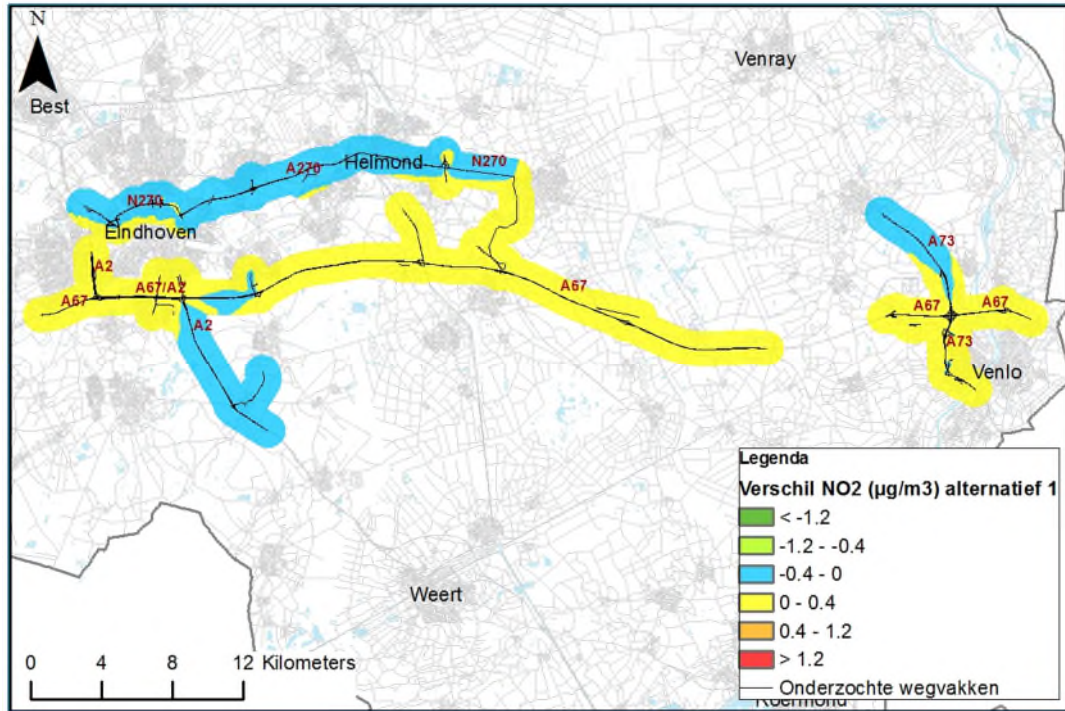 N
Best
Venray
A270
Helmond
N270
N270
Eindhoven
A73
A2
A67/A2
A67
A67
A67
A67
A2
A73
Venlo
Weert
Legenda
Verschil NO2 (µg/m3) alternatief 1
< -1.2
-1.2 - -0.4
-0.4 - 0
0 - 0.4
0.4 - 1.2
> 1.2
Onderzochte wegvakken
Roermond
0 4 8 12 Kilometers